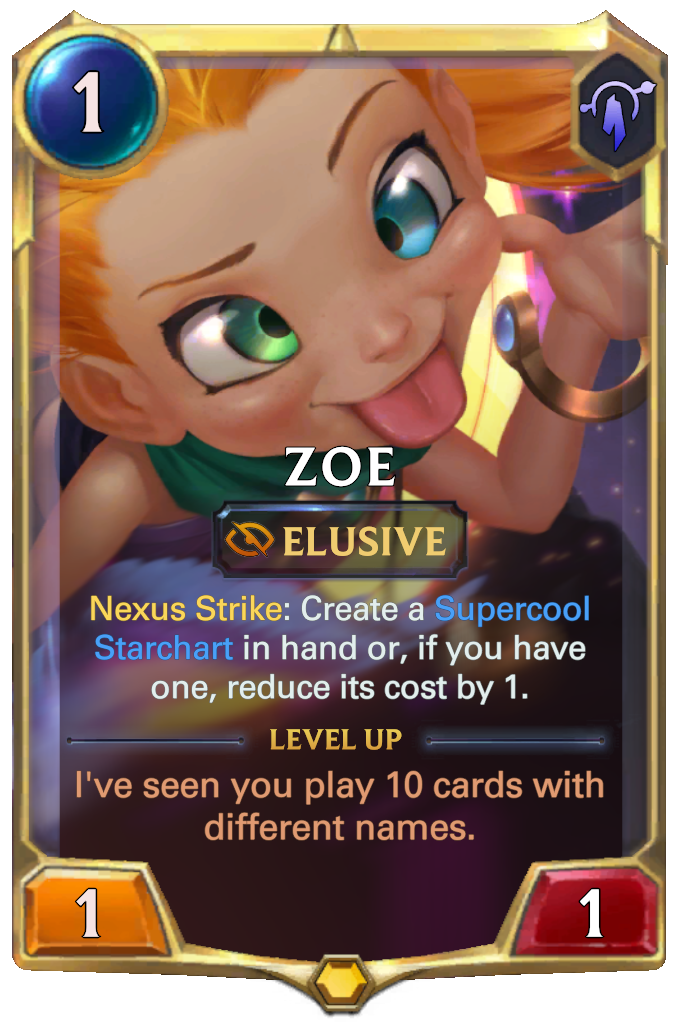 1
ZOE
ELUSIVE
Nexus Strike: Create a Supercool
Starchart in hand or, if you have
one, reduce its cost by 1.
LEVEL UP
I've seen you play 10 cards with
different names.
1
1